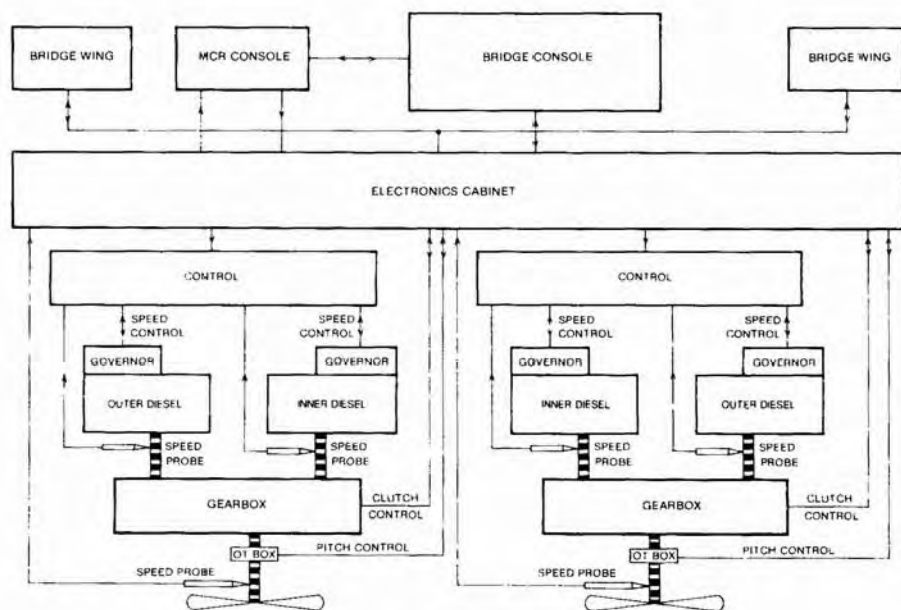 BRIDGE WING
MCR CONSOLE
BRIDGE CONSOLE
BRIDGE WING
ELECTRONICS CABINET
CONTROL
CONTROL
SPEED
CONTROL
SPEED
CONTROL
SPEED
CONTROL
SPEED
CONTROL
GOVERNOR
GOVERNOR
GOVERNOR
GOVERNOR
OUTER DIESEL
INNER DIESEL
INNER DIESEL
OUTER DIESEL
SPEED
PROBE
SPEED
PROBE
SPEED
PROBE
SPEED
PROBE
GEARBOX
CLUTCH
CONTROL
GEARBOX
CLUTCH
CONTROL
OT BOX
PITCH CONTROL
OT BOX
PITCH CONTROL
SPEED PROBE
SPEED PROBE